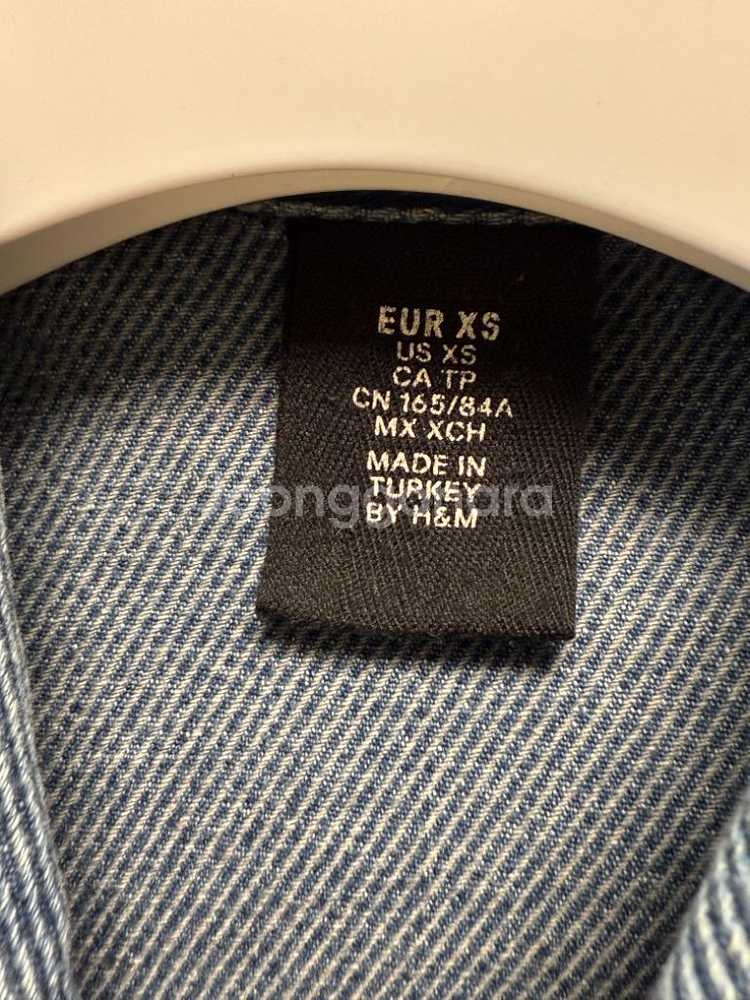 EUR XS
US XS
CA TP
CN 165/84A
MX XCH
MADE IN
TURKEY
BY H&M